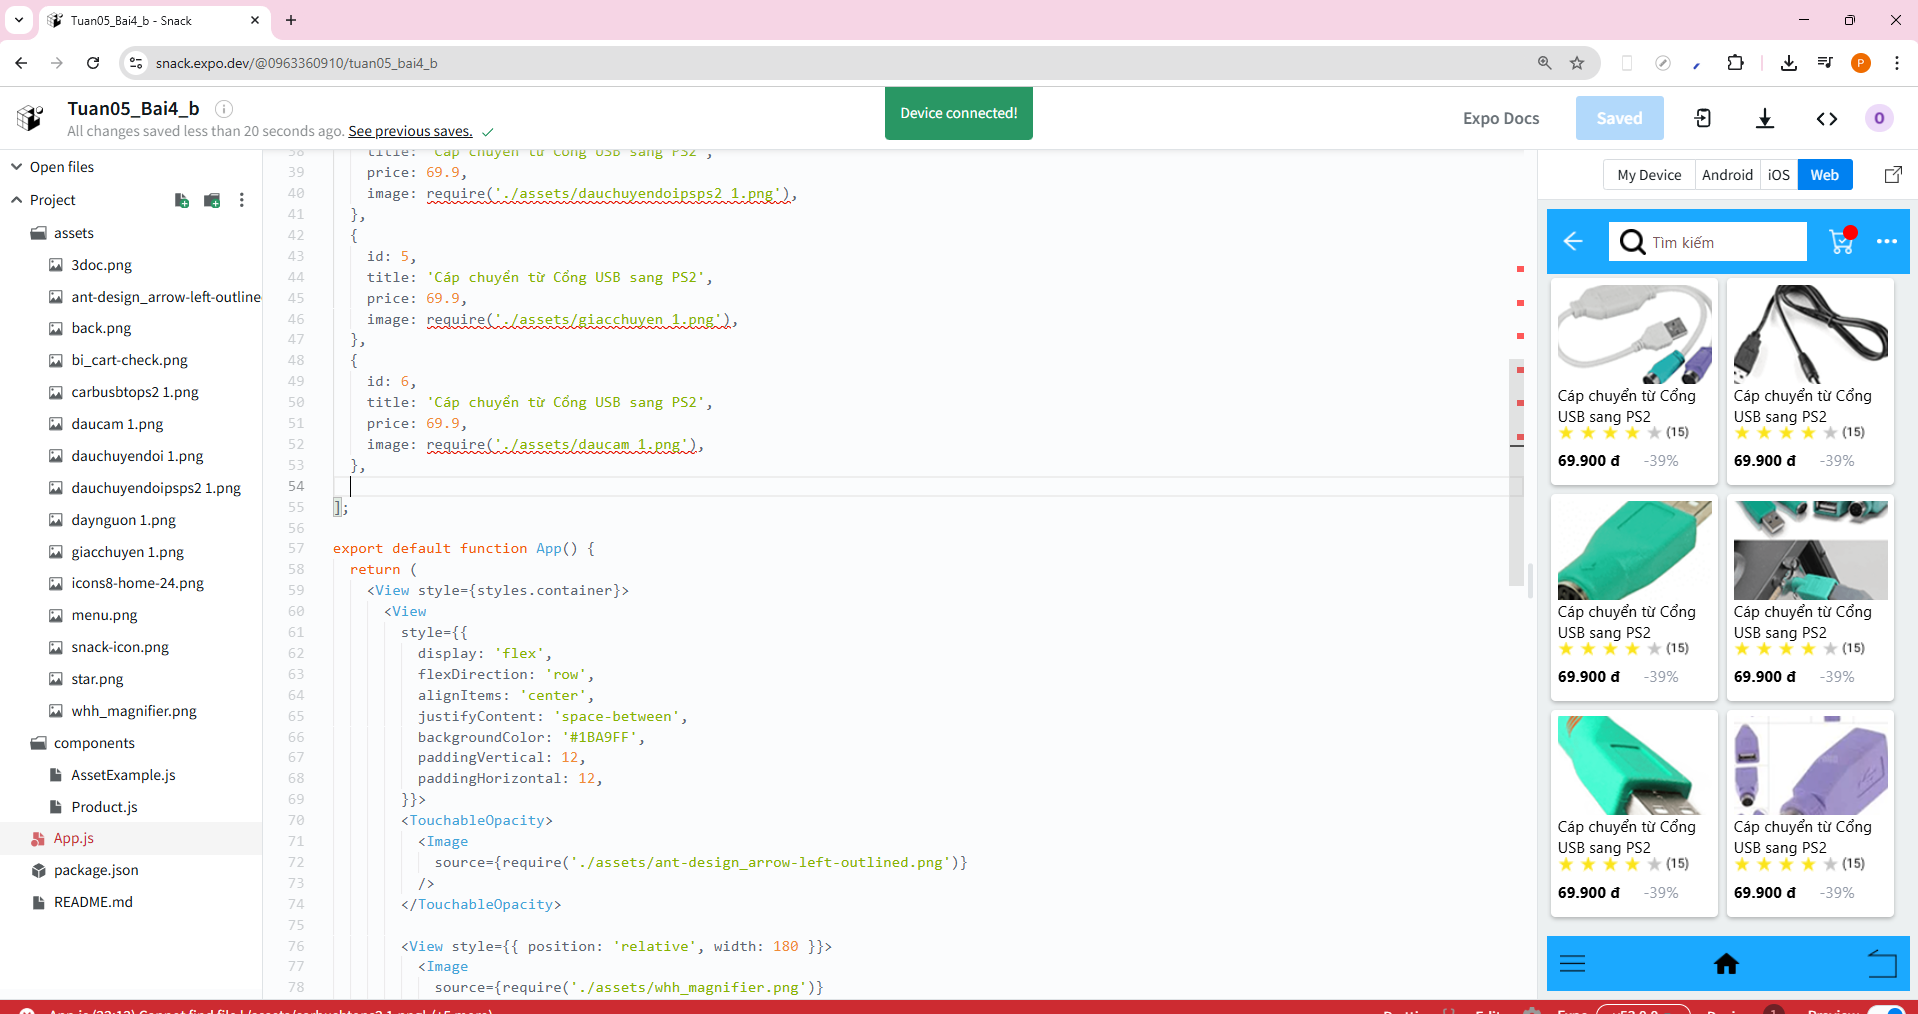 Tuan05_Bai4_b - Snack
snack.expo.dev/@0963360910/tuan05_bai4_b
P
Tuan05_Bai4_b
All changes saved less than 20 seconds ago. See previous saves.
Device connected!
Expo Docs
Saved
O
Open files
Project
assets
3doc.png
ant-design_arrow-left-outline
back.png
bi_cart-check.png
carbusbtops2 1.png
daucam 1.png
dauchuyendoi 1.png
dauchuyendoipsps2 1.png
daynguon 1.png
giacchuyen 1.png
icons8-home-24.png
menu.png
snack-icon.png
star.png
whh_magnifier.png
components
AssetExample.js
Product.js
App.js
package.json
README.md
38 title: 'Cáp chuyển từ Cổng USB sang PS2',
39 price: 69.9,
40 image: require('./assets/dauchuyendoipsps2 1.png'),
41 },
42 {
43 id: 5,
44 title: 'Cáp chuyển từ Cổng USB sang PS2',
45 price: 69.9,
46 image: require('./assets/giacchuyen 1.png'),
47 },
48 {
49 id: 6,
50 title: 'Cáp chuyển từ Cổng USB sang PS2',
51 price: 69.9,
52 image: require('./assets/daucam 1.png'),
53 },
54
55 ];
56
57 export default function App() {
58 return (
59 <View style={styles.container}>
60 <View
61 style={{
62 display: 'flex',
63 flexDirection: 'row',
64 alignItems: 'center',
65 justifyContent: 'space-between',
66 backgroundColor: '#1BA9FF',
67 paddingVertical: 12,
68 paddingHorizontal: 12,
69 }}>
70 <TouchableOpacity>
71 <Image
72 source={require('./assets/ant-design_arrow-left-outlined.png')}
73 />
74 </TouchableOpacity>
75
76 <View style={{ position: 'relative', width: 180 }}>
77 <Image
78 source={require('./assets/whh_magnifier.png')}
My Device Android iOS Web
Tìm kiếm
Cáp chuyển từ Cổng
USB sang PS2
(15)
69.900 đ -39%
Cáp chuyển từ Cổng
USB sang PS2
(15)
69.900 đ -39%
Cáp chuyển từ Cổng
USB sang PS2
(15)
69.900 đ -39%
Cáp chuyển từ Cổng
USB sang PS2
(15)
69.900 đ -39%
Cáp chuyển từ Cổng
USB sang PS2
(15)
69.900 đ -39%
Cáp chuyển từ Cổng
USB sang PS2
(15)
69.900 đ -39%